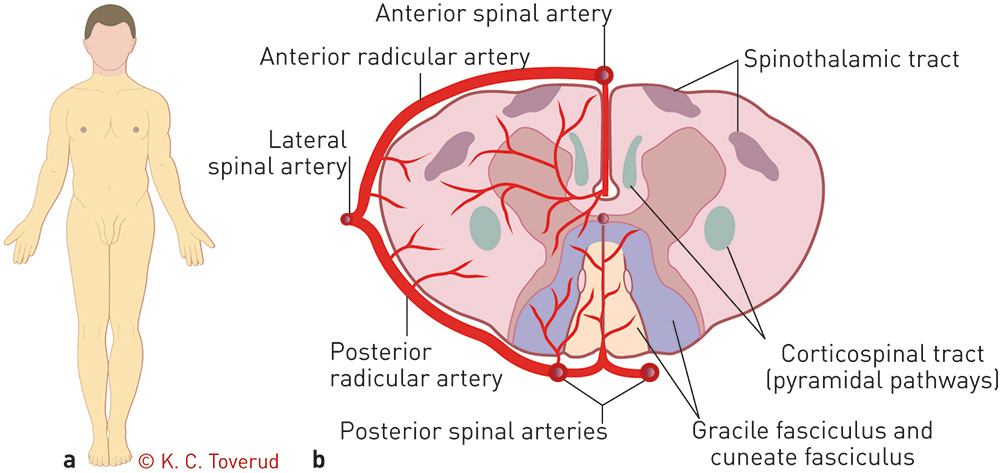 Anterior spinal artery
Anterior radicular artery
Spinothalamic tract
Lateral
spinal artery
Posterior
radicular artery
Corticospinal tract
(pyramidal pathways)
Posterior spinal arteries
Gracile fasciculus and
cuneate fasciculus
a © K. C. Toverud b